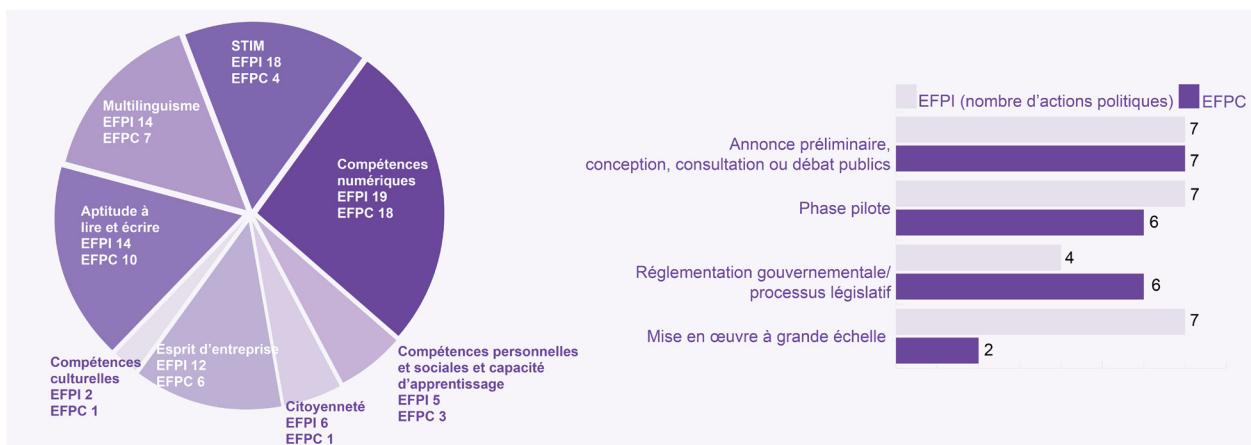 STIM
EFPI 18
EFPC 4
Compétences
numériques
EFPI 19
EFPC 18
Compétences personnelles
et sociales et capacité
d'apprentissage
EFPI 5
EFPC 3
Citoyenneté
EFPI 6
EFPC 1
Esprit d'entreprise
EFPI 12
EFPC 6
Compétences
culturelles
EFPI 2
EFPC 1
Aptitude à
lire et écrire
EFPI 14
EFPC 10
Multilinguisme
EFPI 14
EFPC 7
EFPI (nombre d'actions politiques) EFPC
Annonce préliminaire,
conception, consultation ou débat publics
7
7
Phase pilote
7
6
Réglementation gouvernementale/
processus législatif
4
6
Mise en œuvre à grande échelle
7
2